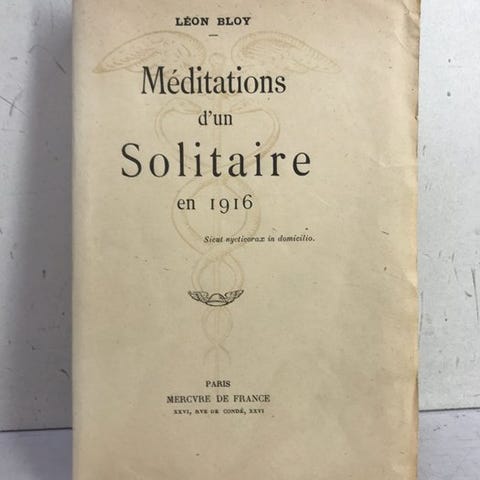 LÉON BLOY
Méditations
d'un
Solitaire
en 1916
Sicut nycticorax in domicilio.
PARIS
MERCVRE DE FRANCE
XXVI, RVE DE CONDÉ, XXVI